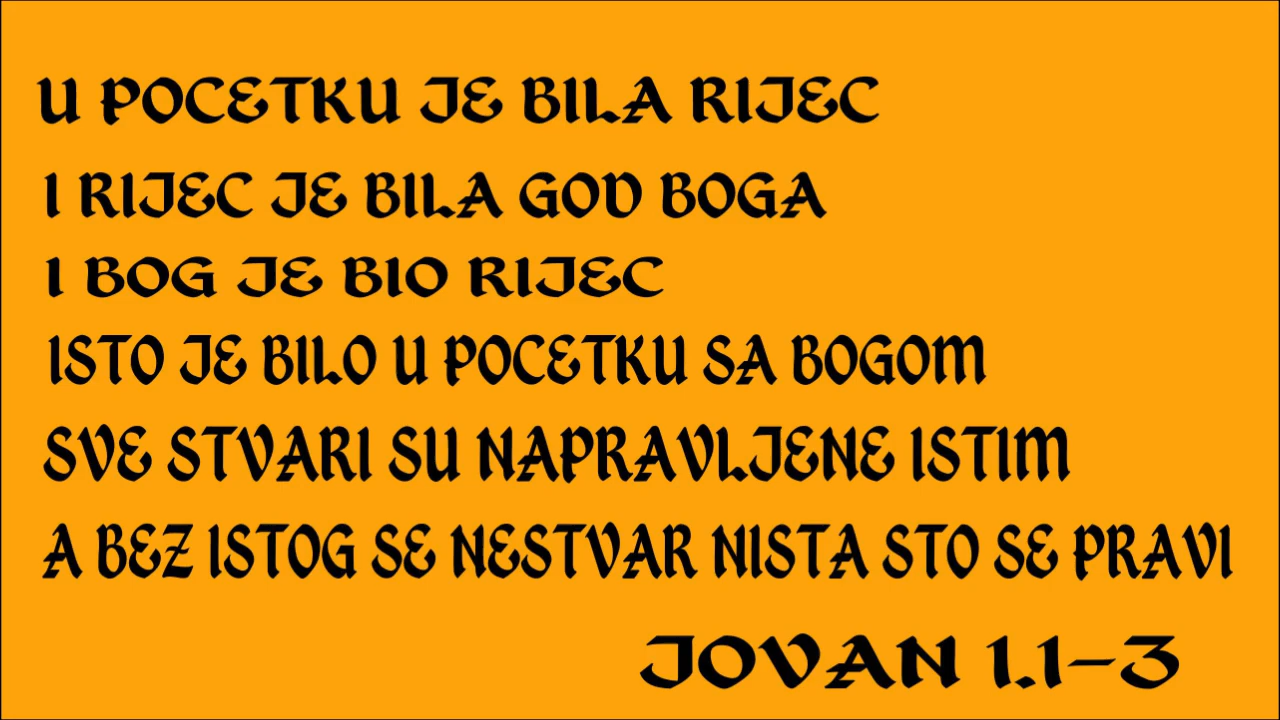 U POCETKU JE BILA RIJEC
I RIJEC JE BILA GOD BOGA
I BOG JE BIO RIJEC
ISTO JE BILO U POCETKU SA BOGOM
SVE STVARI SU NAPRAVLJENE ISTIM
A BEZ ISTOG SE NESTVAR NISTA STO SE PRAVI
JOVAN 1.1-3